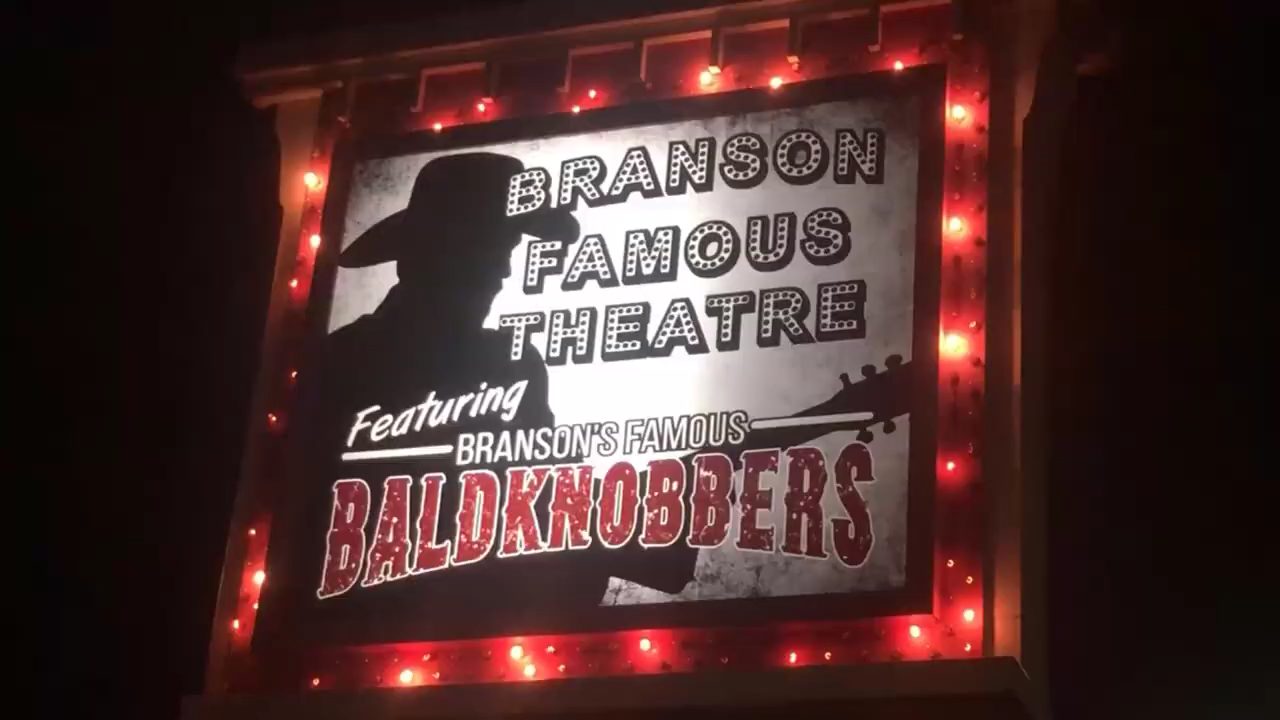 BRANSON
FAMOUS
THEATRE
Featuring
BRANSON'S FAMOUS
BALDKNOBBERS